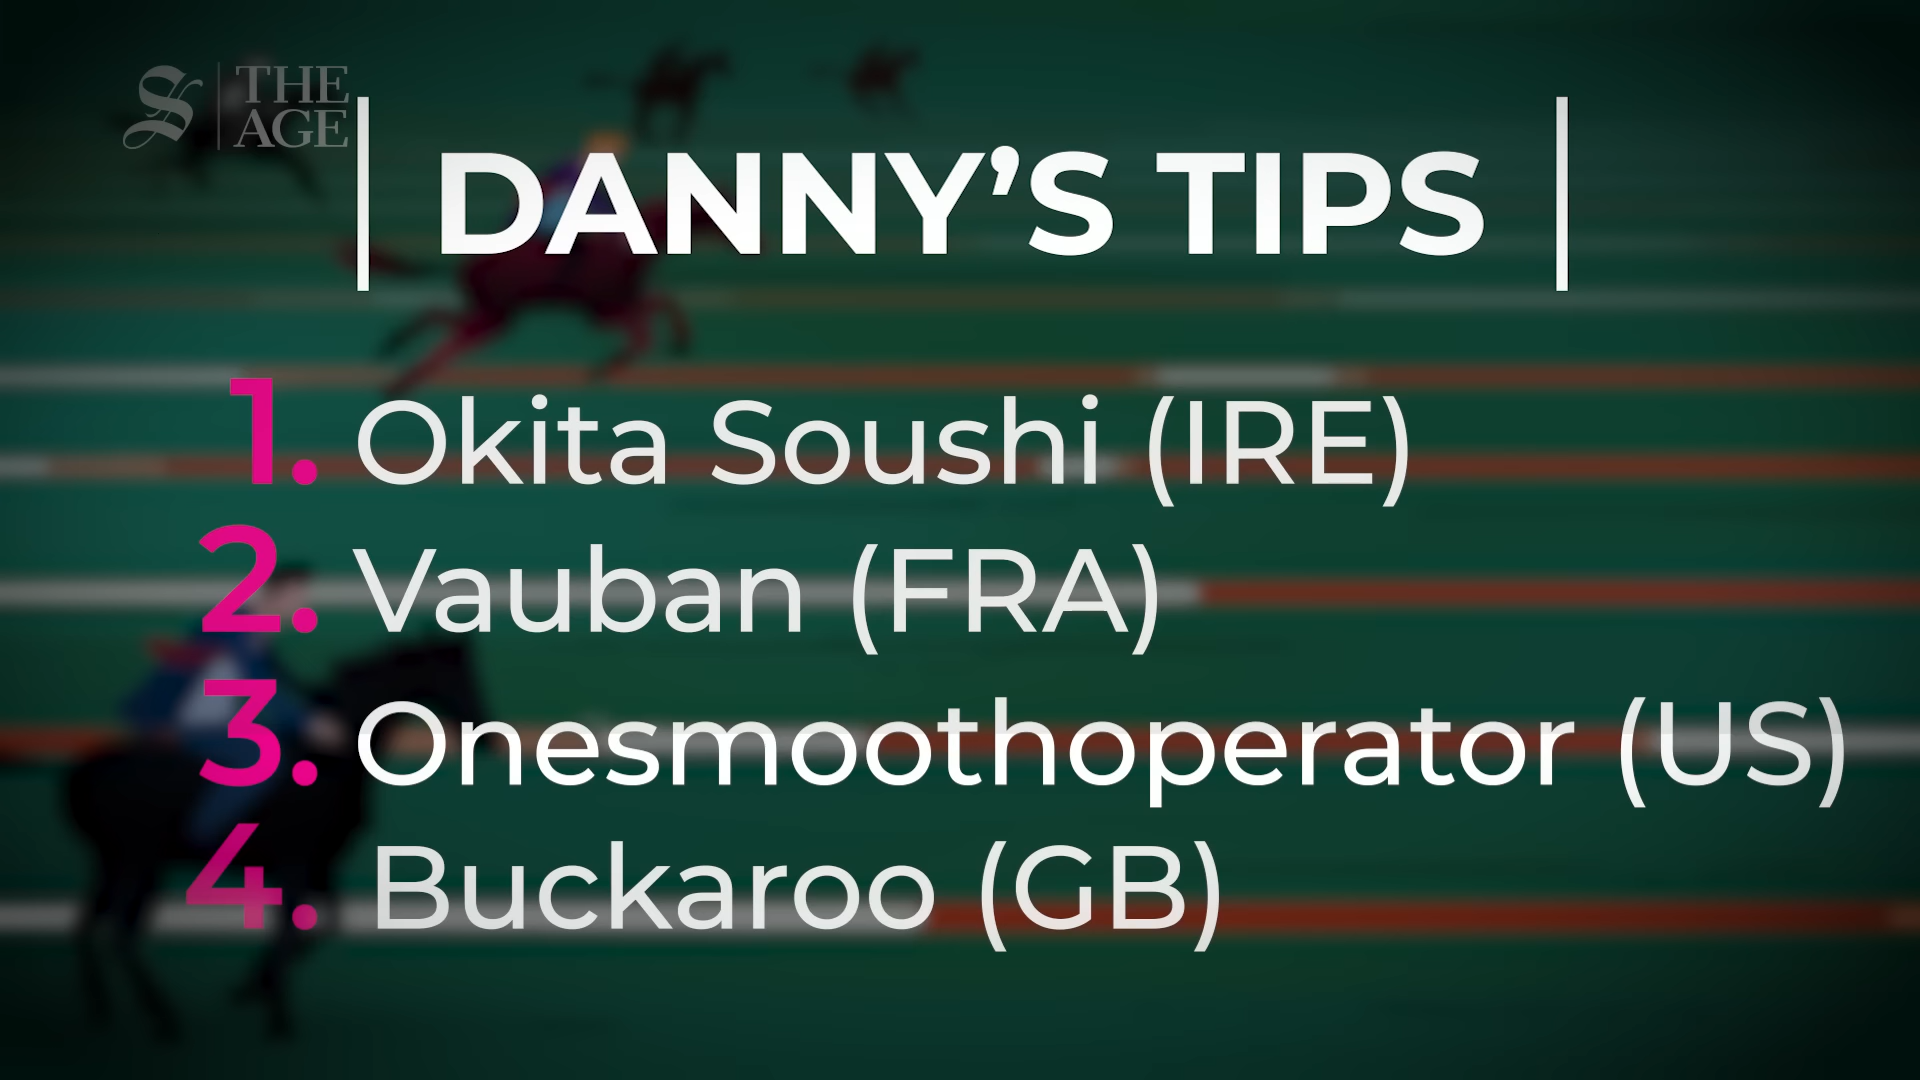 S THE
AGE
DANNY’S TIPS
1. Okita Soushi (IRE)
2. Vauban (FRA)
3. Onesmoothoperator (US)
4. Buckaroo (GB)